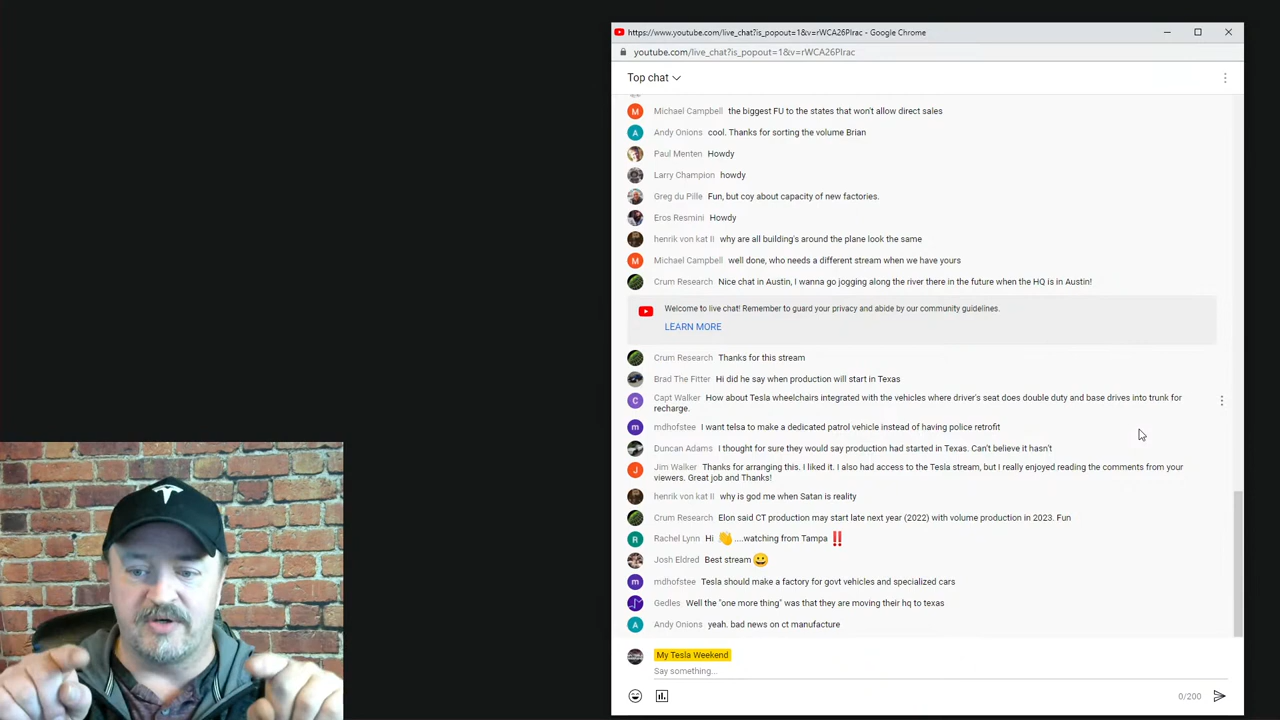 https://www.youtube.com/live_chat?is_popout=1&v=rWCA26PIrac - Google Chrome
youtube.com/live_chat?is_popout=1&v=rWCA26PIrac
Top chat
M Michael Campbell the biggest FU to the states that won't allow direct sales
A Andy Onions cool. Thanks for sorting the volume Brian
Paul Menten Howdy
Larry Champion howdy
Greg du Pille Fun, but coy about capacity of new factories.
Eros Resmini Howdy
henrik von kat II why are all building's around the plane look the same
M Michael Campbell well done, who needs a different stream when we have yours
Crum Research Nice chat in Austin, I wanna go jogging along the river there in the future when the HQ is in Austin!
Welcome to live chat! Remember to guard your privacy and abide by our community guidelines.
LEARN MORE
Crum Research Thanks for this stream
Brad The Fitter Hi did he say when production will start in Texas
C Capt Walker How about Tesla wheelchairs integrated with the vehicles where driver's seat does double duty and base drives into trunk for
recharge.
m mdhofstee I want telsa to make a dedicated patrol vehicle instead of having police retrofit
Duncan Adams I thought for sure they would say production had started in Texas. Can't believe it hasn't
J Jim Walker Thanks for arranging this. I liked it. I also had access to the Tesla stream, but I really enjoyed reading the comments from your
viewers. Great job and Thanks!
henrik von kat II why is god me when Satan is reality
Crum Research Elon said CT production may start late next year (2022) with volume production in 2023. Fun
R Rachel Lynn Hi 👋....watching from Tampa ‼️
Josh Eldred Best stream 😀
m mdhofstee Tesla should make a factory for govt vehicles and specialized cars
Gedles Well the "one more thing" was that they are moving their hq to texas
A Andy Onions yeah. bad news on ct manufacture
My Tesla Weekend
Say something...
0/200